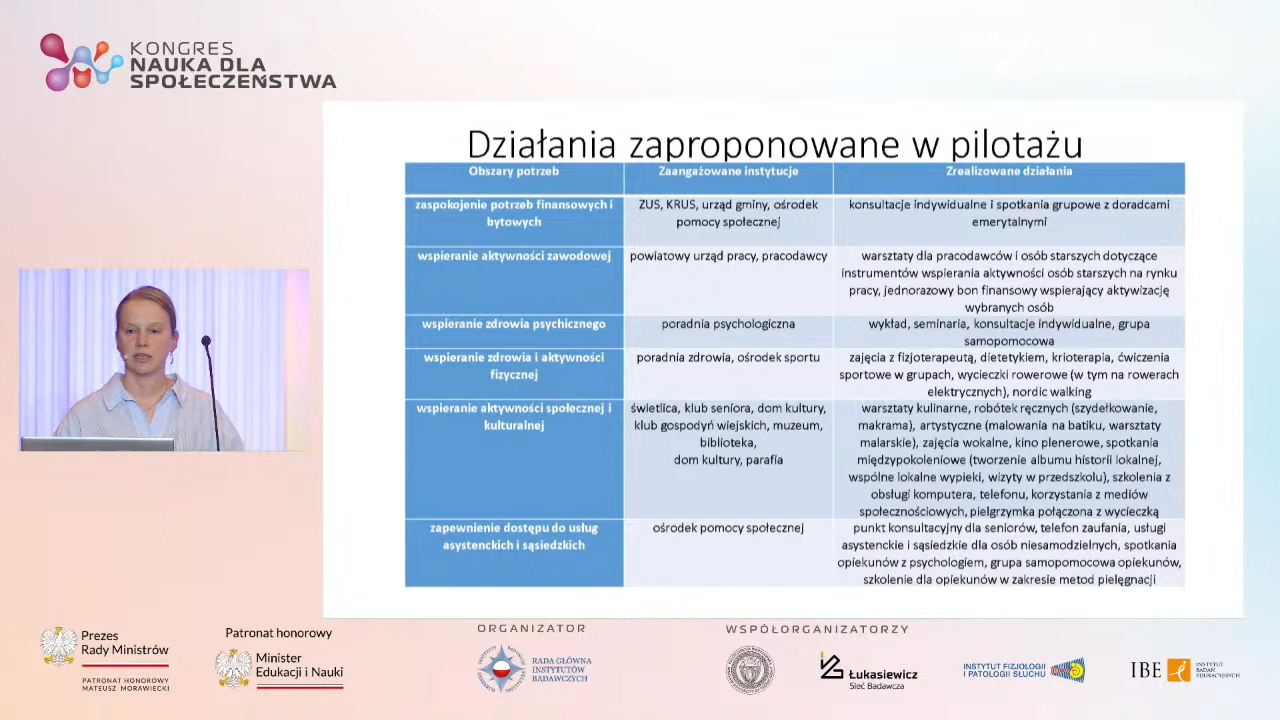 KONGRES
NAUKA DLA
SPOŁECZEŃSTWA
Działania zaproponowane w pilotażu
Obszary potrzeb
Zaangażowane instytucje
Zrealizowane działania
zaspokojenie potrzeb finansowych i
bytowych
ZUS, KRUS, urząd gminy, ośrodek
pomocy społecznej
konsultacje indywidualne i spotkania grupowe z doradcami
emerytalnymi
wspieranie aktywności zawodowej
powiatowy urząd pracy, pracodawcy
warsztaty dla pracodawców i osób starszych dotyczące
instrumentów wspierania aktywności osób starszych na rynku
pracy, jednorazowy bon finansowy wspierający aktywizację
wybranych osób
wspieranie zdrowia psychicznego
poradnia psychologiczna
wykład, seminaria, konsultacje indywidualne, grupa
samopomocowa
wspieranie zdrowia i aktywności
fizycznej
poradnia zdrowia, ośrodek sportu
zajęcia z fizjoterapeutą, dietetykiem, krioterapia, ćwiczenia
sportowe w grupach, wycieczki rowerowe (w tym na rowerach
elektrycznych), nordic walking
wspieranie aktywności społecznej i
kulturalnej
świetlica, klub seniora, dom kultury,
klub gospodyń wiejskich, muzeum,
biblioteka,
dom kultury, parafia
warsztaty kulinarne, robótek ręcznych (szydełkowanie,
makrama), artystyczne (malowania na batiku, warsztaty
malarskie), zajęcia wokalne, kino plenerowe, spotkania
międzypokoleniowe (tworzenie albumu historii lokalnej,
wspólne lokalne wypieki, wizyty w przedszkolu), szkolenia z
obsługi komputera, telefonu, korzystania z mediów
społecznościowych, pielgrzymka połączona z wycieczką
zapewnienie dostępu do usług
asystenckich i sąsiedzkich
ośrodek pomocy społecznej
punkt konsultacyjny dla seniorów, telefon zaufania, usługi
asystenckie i sąsiedzkie dla osób niesamodzielnych, spotkania
opiekunów z psychologiem, grupa samopomocowa opiekunów,
szkolenie dla opiekunów w zakresie metod pielęgnacji
Prezes
Rady Ministrów
PATRONAT HONOROWY
MATEUSZ MORAWIECKI
Patronat honorowy
Minister
Edukacji i Nauki
ORGANIZATOR
RADA GŁÓWNA
INSTYTUTÓW
BADAWCZYCH
WSPÓŁORGANIZATORZY
Łukasiewicz
Sieć Badawcza
INSTYTUT FIZJOLOGII
I PATOLOGII SŁUCHU
IBE
INSTYTUT
BADAŃ
EDUKACYJNYCH